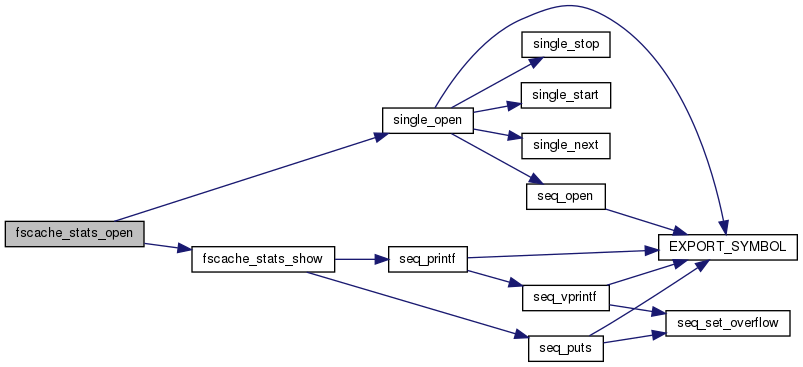 single_stop
single_start
single_open
single_next
seq_open
fscache_stats_open
EXPORT_SYMBOL
fscache_stats_show
seq_printf
seq_vprintf
seq_set_overflow
seq_puts